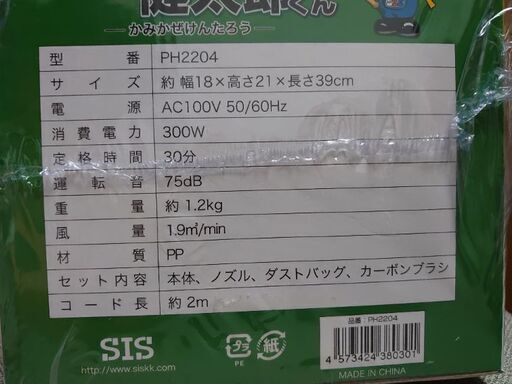 太郎くん
―かみかぜけんたろう―
型番 PH2204
サイズ 約 幅18×高さ21×長さ39cm
電源 AC100V 50/60Hz
消費電力 300W
定格時間 30分
運転音 75dB
重量 約 1.2kg
風量 1.9㎥/min
材質 PP
セット内容 本体、ノズル、ダストバッグ、カーボンブラシ
コード長 約 2m
品番：PH2204
SIS
http://www.siskk.com/
プラ
PE
紙
4 573424 380301